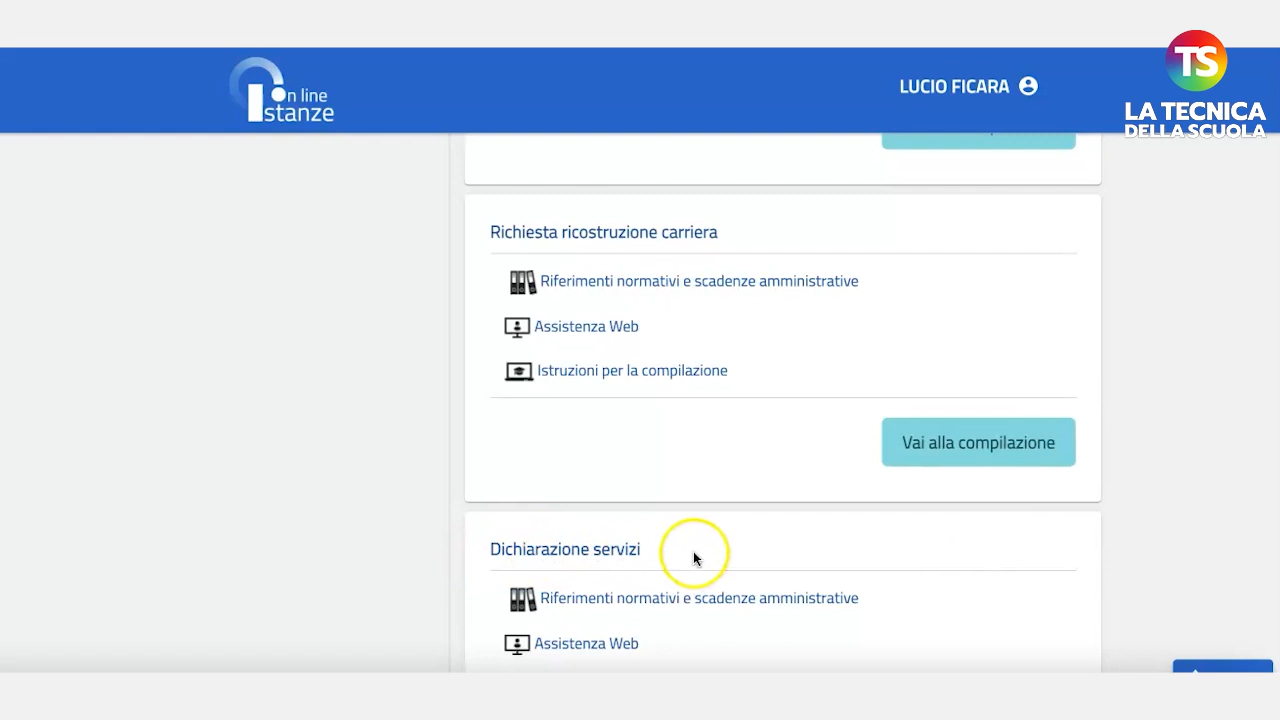 On line
Istanze
LUCIO FICARA
TS
LA TECNICA
DELLA SCUOLA
Richiesta ricostruzione carriera
Riferimenti normativi e scadenze amministrative
Assistenza Web
Istruzioni per la compilazione
Vai alla compilazione
Dichiarazione servizi
Riferimenti normativi e scadenze amministrative
Assistenza Web